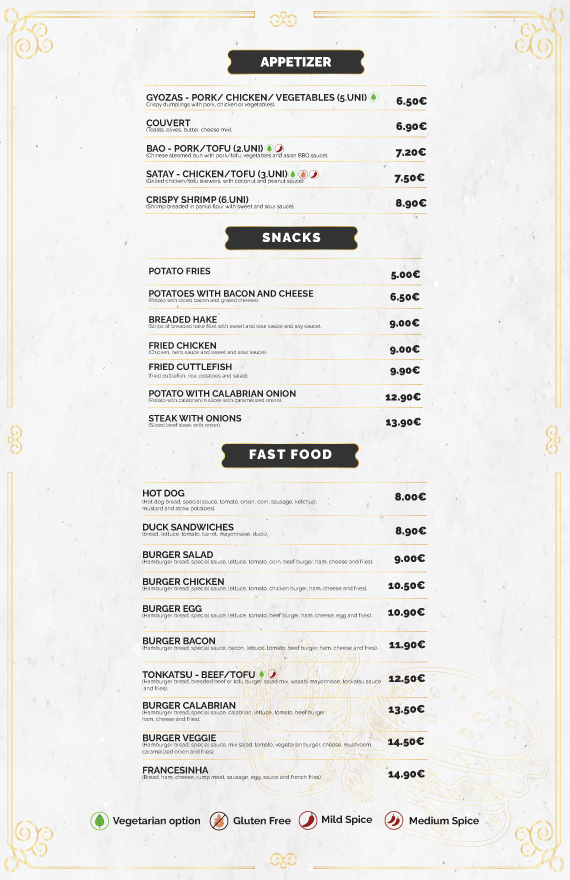 APPETIZER
GYOZAS - PORK/ CHICKEN/ VEGETABLES (5.UNI)
6.50€
(Crispy dumplings with pork, chicken or vegetables).
COUVERT
6.90€
(Toasts, olives, butter, cheese mix).
BAO - PORK/TOFU (2.UNI)
7.20€
(Chinese steamed bun with pork/tofu, vegetables and asian BBQ sauce).
SATAY - CHICKEN/TOFU (3.UNI)
7.50€
(Grilled chicken/tofu skewers, with coconut and peanut sauce).
CRISPY SHRIMP (6.UNI)
8.90€
(Shrimp breaded in panko flour with sweet and sour sauce).
SNACKS
POTATO FRIES
5.00€
POTATOES WITH BACON AND CHEESE
6.50€
(Potato with sliced bacon and grated cheese).
BREADED HAKE
9.00€
(Strips of breaded hake fillet with sweet and sour sauce and soy sauce).
FRIED CHICKEN
9.00€
(Chicken, herb sauce and sweet and sour sauce).
FRIED CUTTLEFISH
9.90€
(Fried cuttlefish, rice, potatoes and salad).
POTATO WITH CALABRIAN ONION
12.90€
(Potato with calabrian in slices with caramelized onion).
STEAK WITH ONIONS
13.90€
(Sliced beef steak with onion).
FAST FOOD
HOT DOG
8.00€
(Hot dog bread, special sauce, tomato, onion, corn, sausage, ketchup,
mustard and straw potatoes).
DUCK SANDWICHES
8.90€
(bread, lettuce, tomato, carrot, mayonnaise, duck).
BURGER SALAD
9.00€
(Hamburger bread, special sauce, lettuce, tomato, corn, beef burger, ham, cheese and fries).
BURGER CHICKEN
10.50€
(Hamburger bread, special sauce, lettuce, tomato, chicken burger, ham, cheese and fries).
BURGER EGG
10.90€
(Hamburger bread, special sauce, lettuce, tomato, beef burger, ham, cheese, egg and fries).
BURGER BACON
11.90€
(Hamburger bread, special sauce, bacon, lettuce, tomato, beef burger, ham, cheese and fries).
TONKATSU - BEEF/TOFU
12.50€
(Hamburger bread, breaded beef or tofu burger, salad mix, wasabi mayonnaise, tonkatsu sauce
and fries).
BURGER CALABRIAN
13.50€
(Hamburger bread, special sauce, calabrian, lettuce, tomato, beef burger,
ham, cheese and fries).
BURGER VEGGIE
14.50€
(Hamburger bread, special sauce, mix salad, tomato, vegetarian burger, cheese, mushroom,
caramelized onion and fries).
FRANCESINHA
14.90€
(Bread, ham, cheese, rump meat, sausage, egg, sauce and french fries).
Vegetarian option
Gluten Free
Mild Spice
Medium Spice